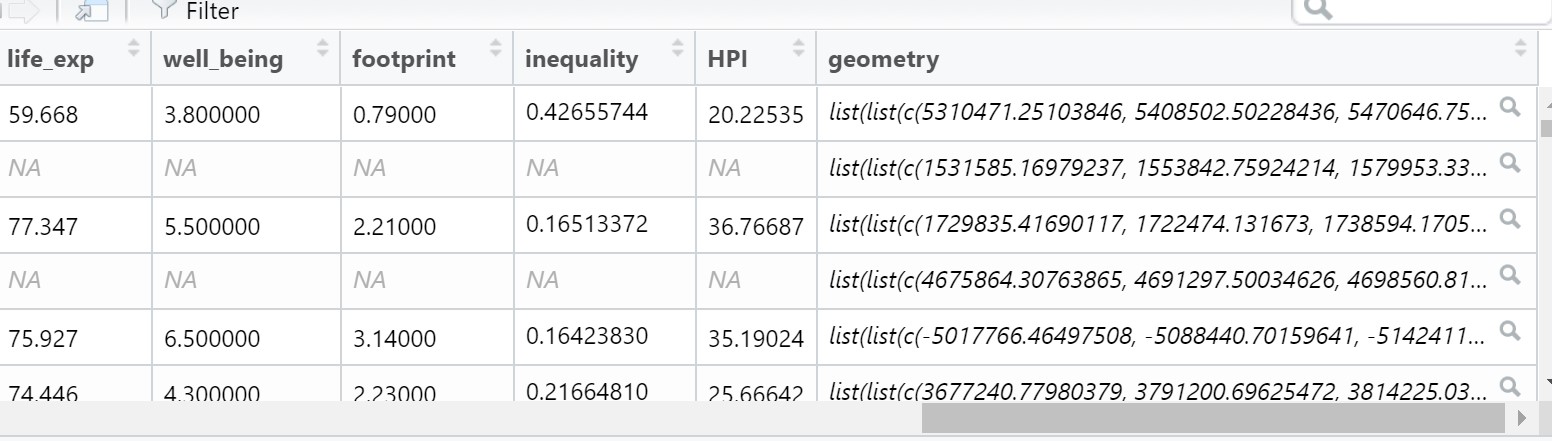 Filter
life_exp well_being footprint inequality HPI geometry
59.668 3.800000 0.79000 0.42655744 20.22535 list(list(c(5310471.25103846, 5408502.50228436, 5470646.75...
NA NA NA NA NA list(list(c(1531585.16979237, 1553842.75924214, 1579953.33...
77.347 5.500000 2.21000 0.16513372 36.76687 list(list(c(1729835.41690117, 1722474.131673, 1738594.1705...
NA NA NA NA NA list(list(c(4675864.30763865, 4691297.50034626, 4698560.81...
75.927 6.500000 3.14000 0.16423830 35.19024 list(list(c(-5017766.46497508, -5088440.70159641, -5142411...
74.446 4.300000 2.23000 0.21664810 25.66642 list(list(c(3677240.77980379, 3791200.69625472, 3814225.03...